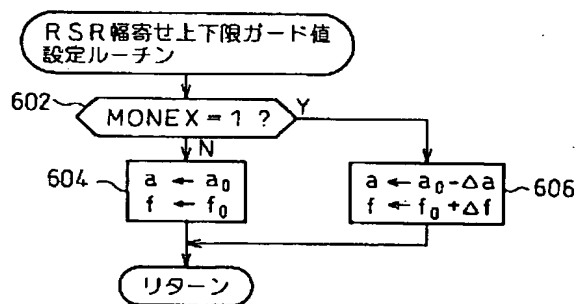 RSR幅寄せ上下限ガード値
設定ルーチン
602
MONEX=1 ?
Y
N
604
a ← a₀
f ← f₀
a ← a₀-Δa
f ← f₀+Δf
606
リターン